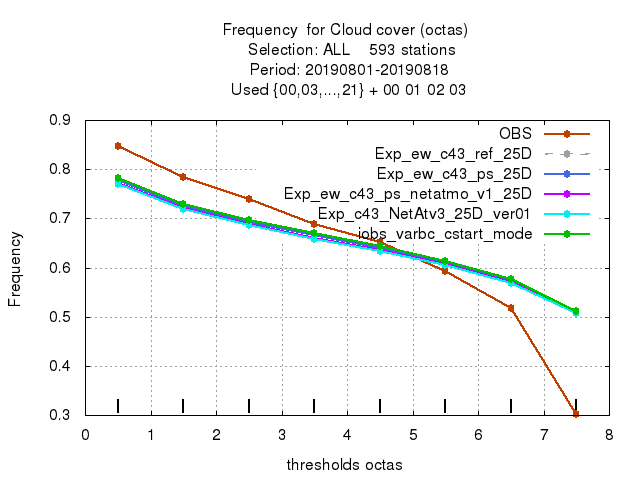 Frequency for Cloud cover (octas)
Selection: ALL 593 stations
Period: 20190801-20190818
Used {00,03,...,21} + 00 01 02 03
0.9
0.8
0.7
0.6
0.5
0.4
0.3
Frequency
OBS
Exp_ew_c43_ref_25D
Exp_ew_c43_ps_25D
Exp_ew_c43_ps_netatmo_v1_25D
Exp_c43_NetAtv3_25D_ver01
iobs_varbc_cstart_mode
0 1 2 3 4 5 6 7 8
thresholds octas